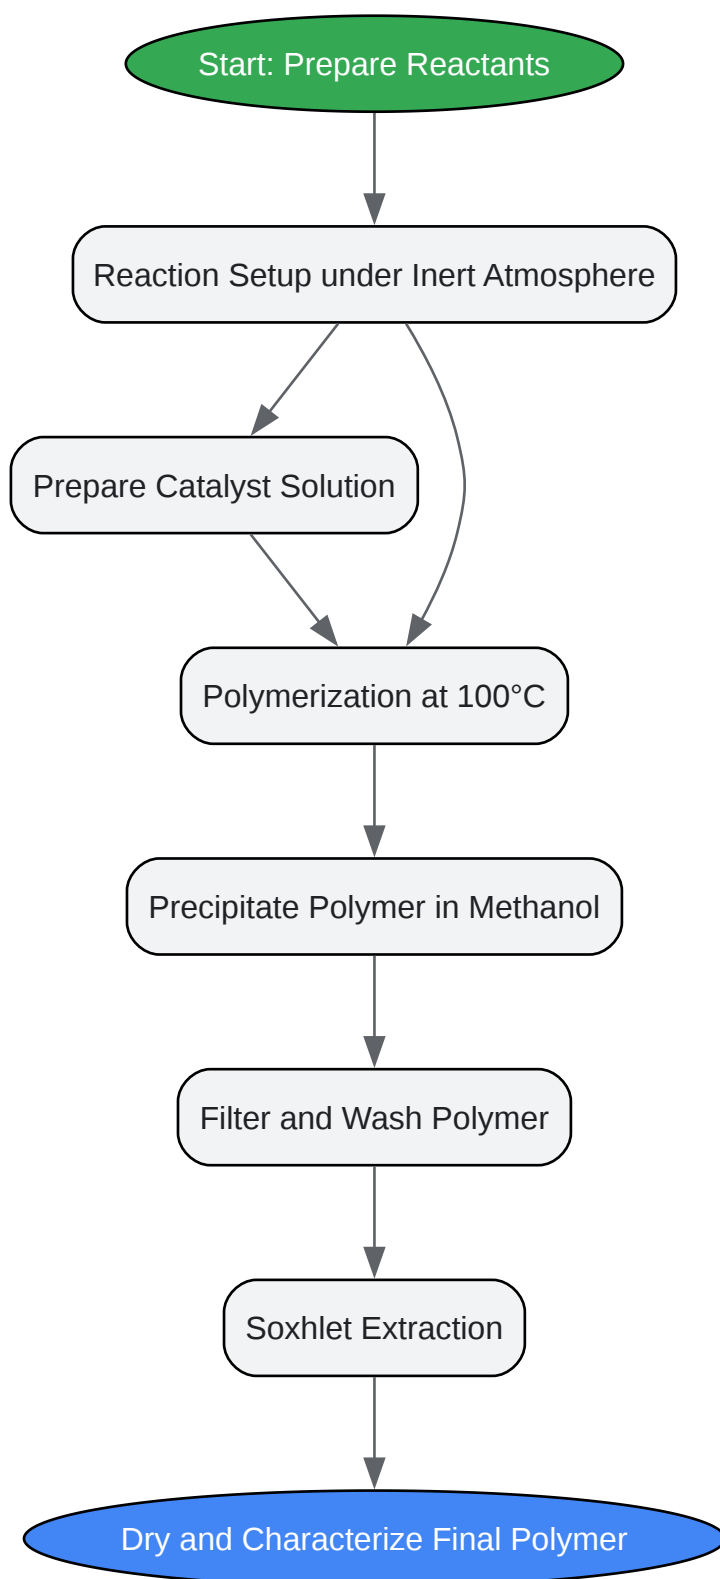 Start: Prepare Reactants
Reaction Setup under Inert Atmosphere
Prepare Catalyst Solution
Polymerization at 100°C
Precipitate Polymer in Methanol
Filter and Wash Polymer
Soxhlet Extraction
Dry and Characterize Final Polymer